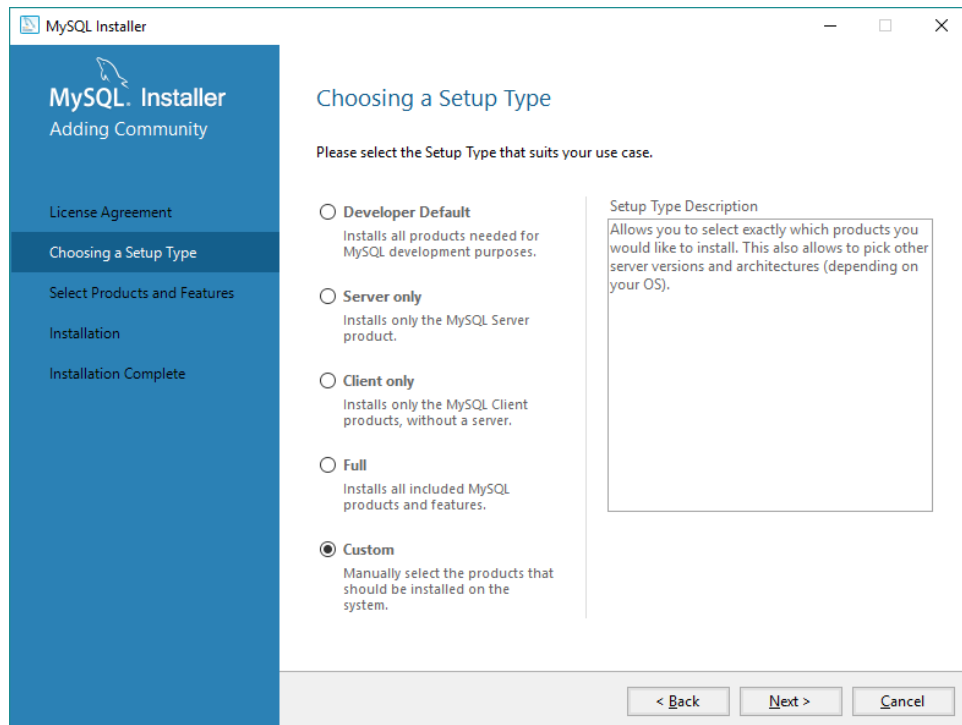 MySQL Installer
MySQL. Installer
Adding Community
License Agreement
Choosing a Setup Type
Select Products and Features
Installation
Installation Complete
Choosing a Setup Type
Please select the Setup Type that suits your use case.
Developer Default
Installs all products needed for
MySQL development purposes.
Server only
Installs only the MySQL Server
product.
Client only
Installs only the MySQL Client
products, without a server.
Full
Installs all included MySQL
products and features.
Custom
Manually select the products that
should be installed on the
system.
Setup Type Description
Allows you to select exactly which products you
would like to install. This also allows to pick other
server versions and architectures (depending on
your OS).
< Back
Next >
Cancel